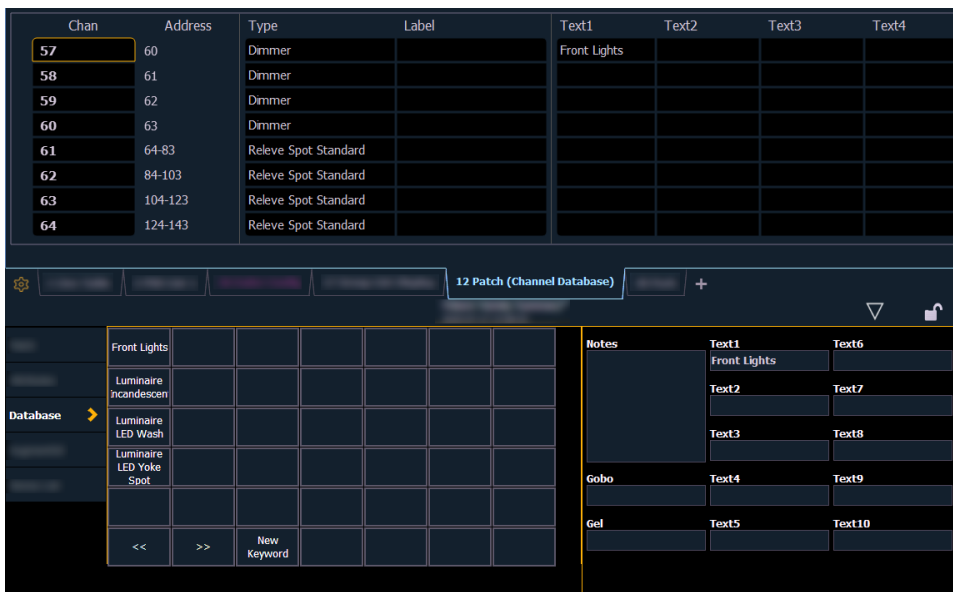 Chan Address Type Label Text1 Text2 Text3 Text4
57 60 Dimmer Front Lights
58 61 Dimmer
59 62 Dimmer
60 63 Dimmer
61 64-83 Releve Spot Standard
62 84-103 Releve Spot Standard
63 104-123 Releve Spot Standard
64 124-143 Releve Spot Standard
12 Patch (Channel Database) +
Front Lights
Luminaire
Incandescen
Database
Luminaire
LED Wash
Luminaire
LED Yoke
Spot
<< >> New
Keyword
Notes Text1 Text6
Front Lights
Text2 Text7
Text3 Text8
Gobo Text4 Text9
Gel Text5 Text10